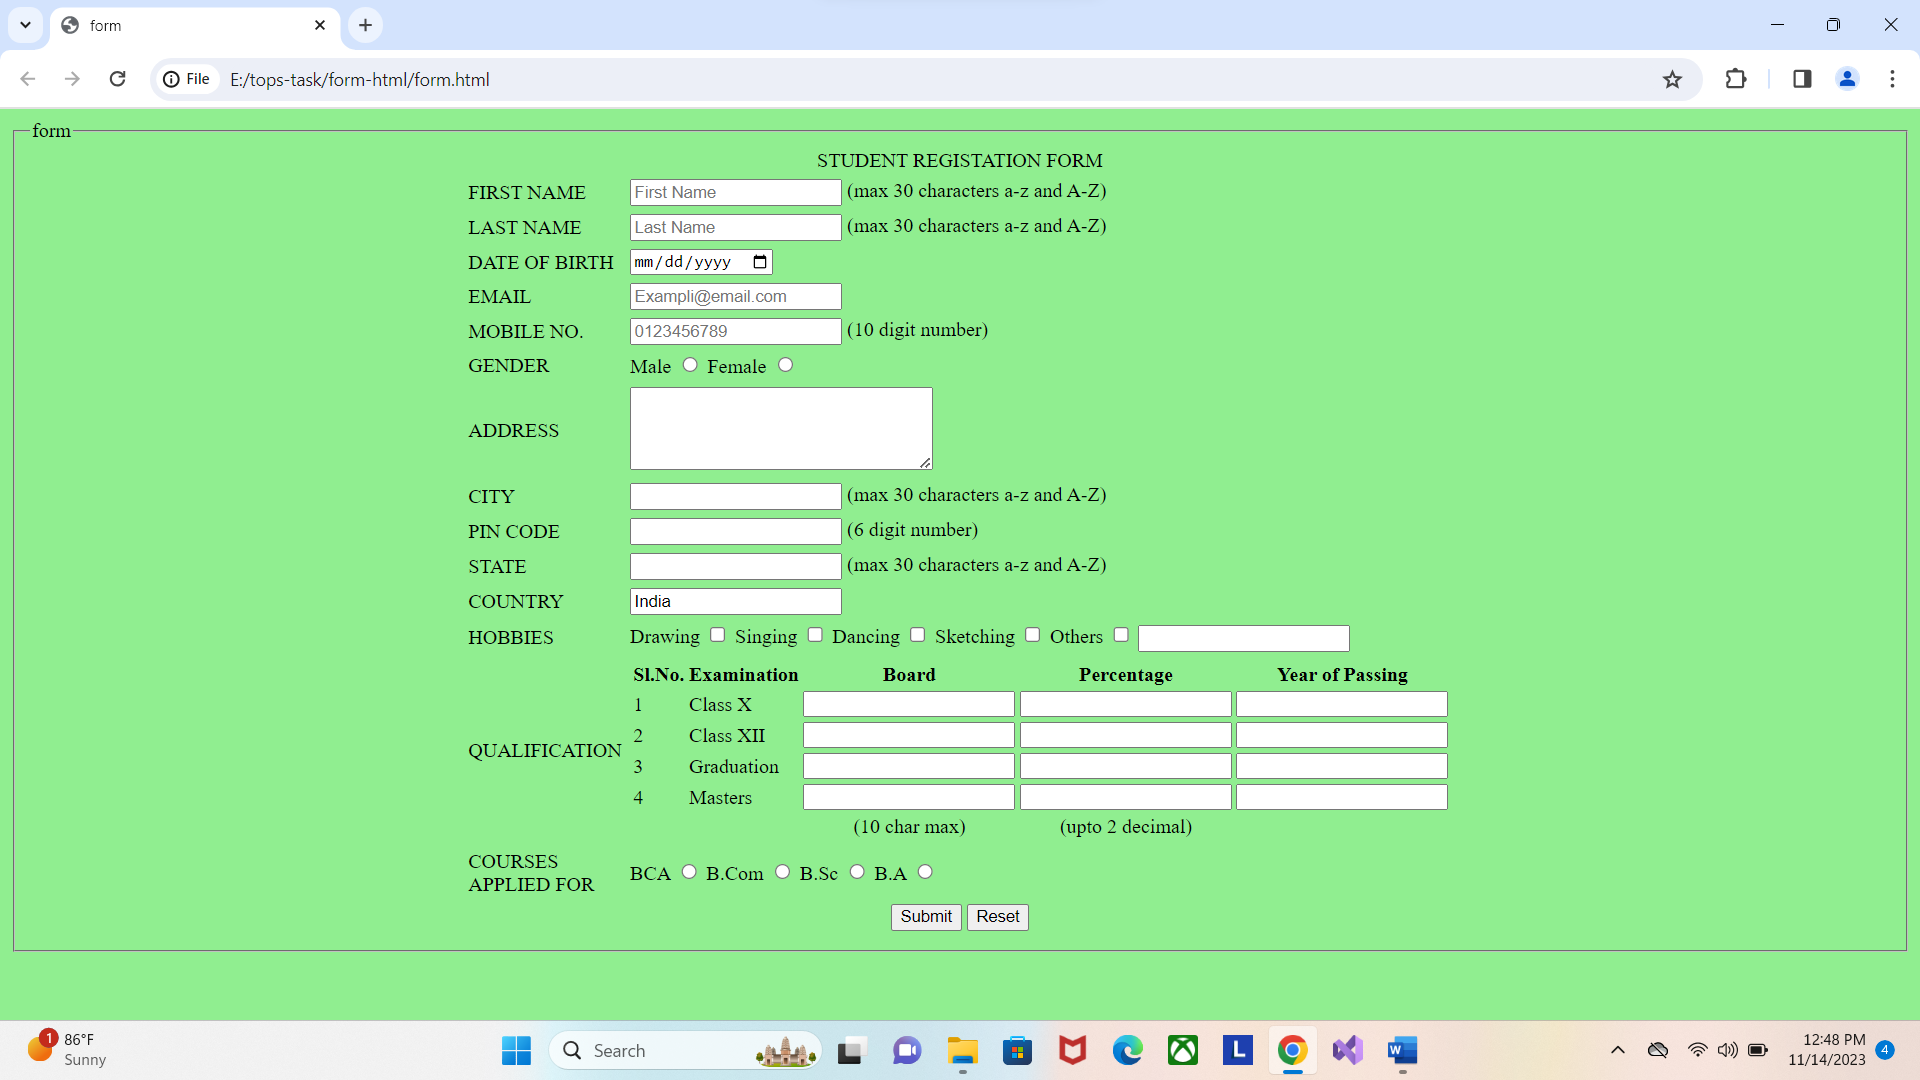 form
File E:/tops-task/form-html/form.html
form
STUDENT REGISTATION FORM
FIRST NAME First Name (max 30 characters a-z and A-Z)
LAST NAME Last Name (max 30 characters a-z and A-Z)
DATE OF BIRTH mm/dd/yyyy
EMAIL Exampli@email.com
MOBILE NO. 0123456789 (10 digit number)
GENDER Male Female
ADDRESS
CITY (max 30 characters a-z and A-Z)
PIN CODE (6 digit number)
STATE (max 30 characters a-z and A-Z)
COUNTRY India
HOBBIES Drawing Singing Dancing Sketching Others
Sl.No. Examination Board Percentage Year of Passing
1 Class X
2 Class XII
QUALIFICATION
3 Graduation
4 Masters
(10 char max) (upto 2 decimal)
COURSES
APPLIED FOR
BCA B.Com B.Sc B.A
Submit Reset
1 86°F
Sunny
Search
L
W
12:48 PM
11/14/2023
4